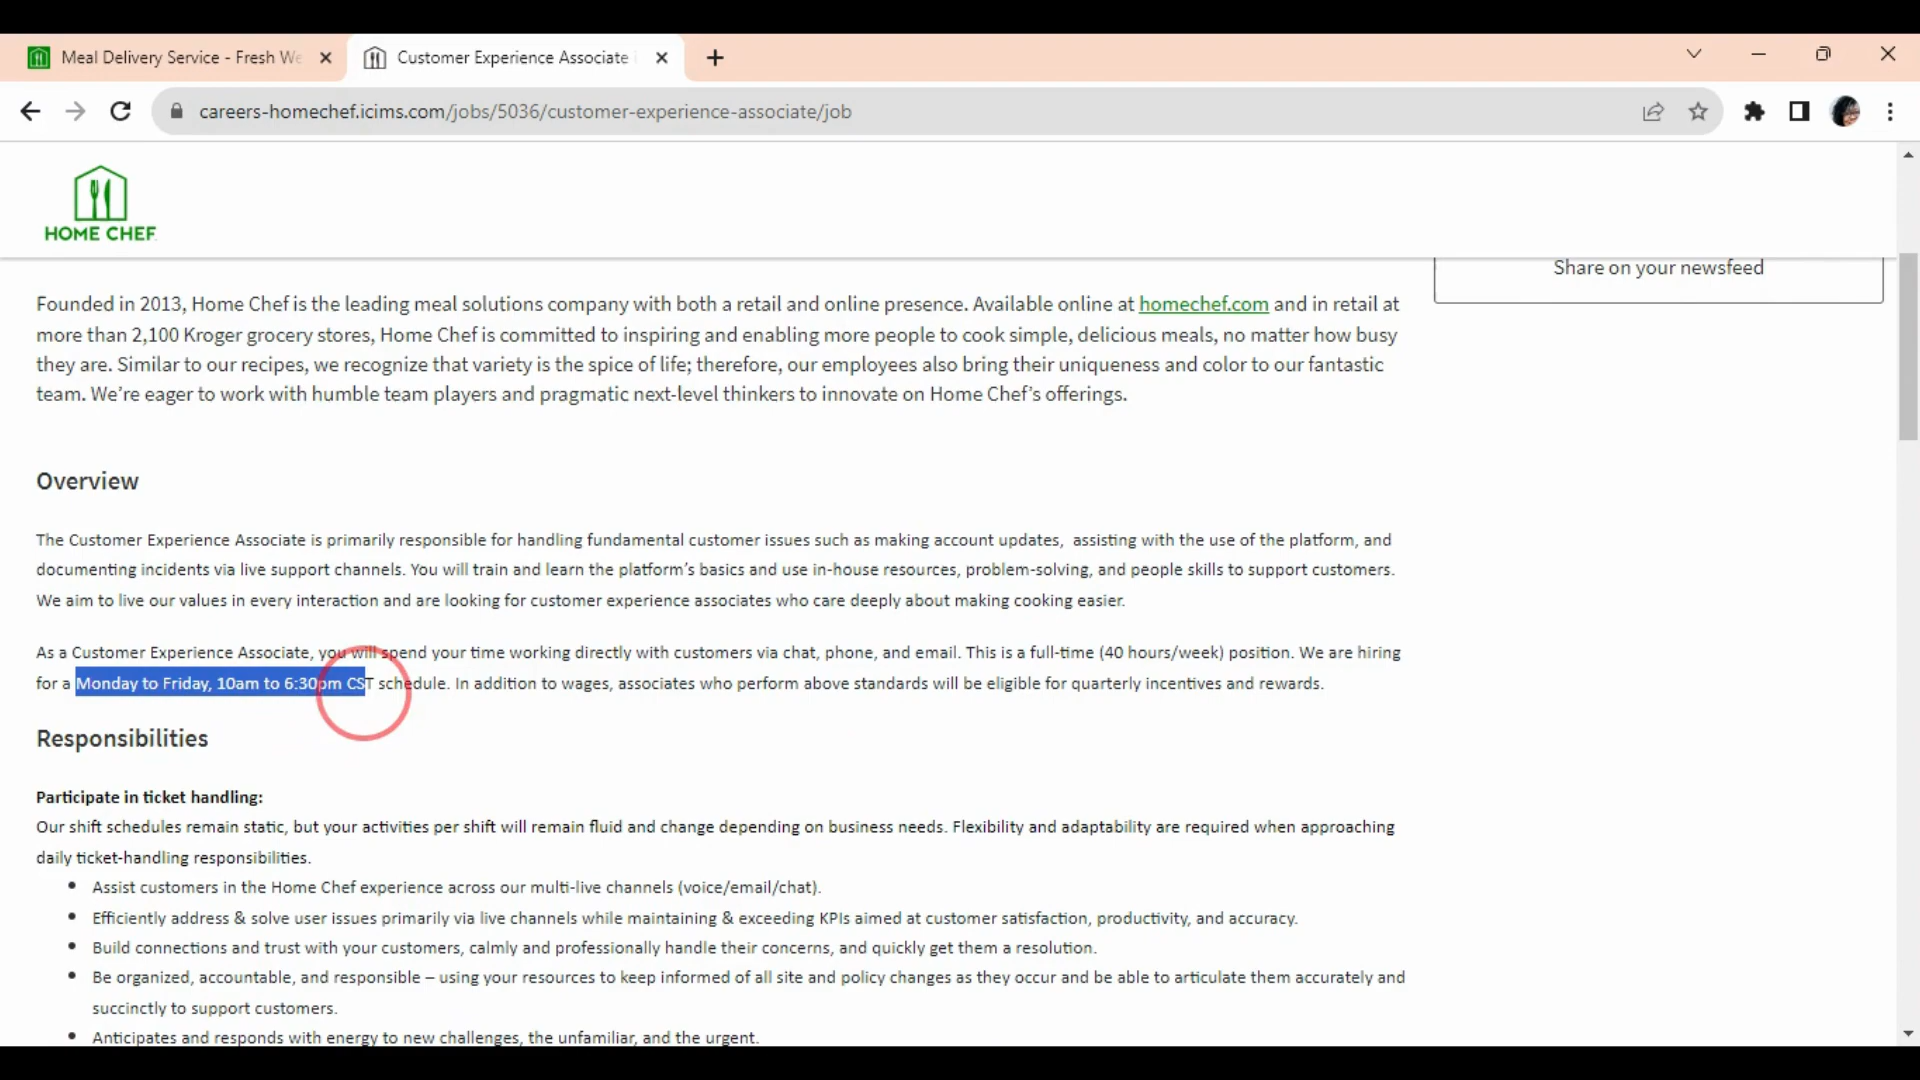 Meal Delivery Service - Fresh We
Customer Experience Associate
careers-homechef.icims.com/jobs/5036/customer-experience-associate/job
HOME CHEF
Share on your newsfeed
Founded in 2013, Home Chef is the leading meal solutions company with both a retail and online presence. Available online at homechef.com and in retail at
more than 2,100 Kroger grocery stores, Home Chef is committed to inspiring and enabling more people to cook simple, delicious meals, no matter how busy
they are. Similar to our recipes, we recognize that variety is the spice of life; therefore, our employees also bring their uniqueness and color to our fantastic
team. We’re eager to work with humble team players and pragmatic next-level thinkers to innovate on Home Chef’s offerings.
Overview
The Customer Experience Associate is primarily responsible for handling fundamental customer issues such as making account updates,  assisting with the use of the platform, and
documenting incidents via live support channels. You will train and learn the platform’s basics and use in-house resources, problem-solving, and people skills to support customers.
We aim to live our values in every interaction and are looking for customer experience associates who care deeply about making cooking easier.
As a Customer Experience Associate, you will spend your time working directly with customers via chat, phone, and email. This is a full-time (40 hours/week) position. We are hiring
for a Monday to Friday, 10am to 6:30pm CST schedule. In addition to wages, associates who perform above standards will be eligible for quarterly incentives and rewards.
Responsibilities
Participate in ticket handling:
Our shift schedules remain static, but your activities per shift will remain fluid and change depending on business needs. Flexibility and adaptability are required when approaching
daily ticket-handling responsibilities.
• Assist customers in the Home Chef experience across our multi-live channels (voice/email/chat).
• Efficiently address & solve user issues primarily via live channels while maintaining & exceeding KPIs aimed at customer satisfaction, productivity, and accuracy.
• Build connections and trust with your customers, calmly and professionally handle their concerns, and quickly get them a resolution.
• Be organized, accountable, and responsible – using your resources to keep informed of all site and policy changes as they occur and be able to articulate them accurately and
succinctly to support customers.
• Anticipates and responds with energy to new challenges, the unfamiliar, and the urgent.